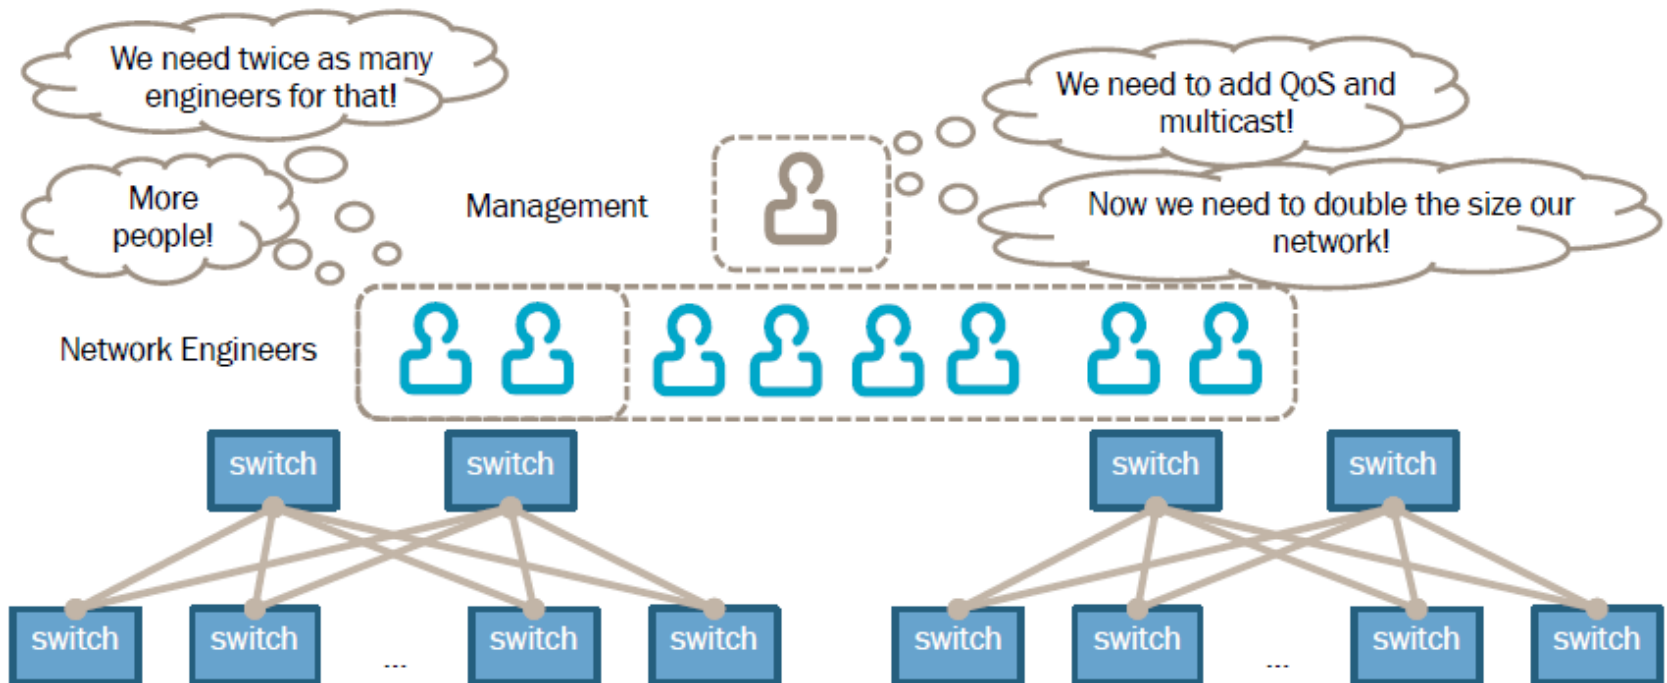 We need twice as many
engineers for that!
We need to add QoS and
multicast!
More
people!
Management
Now we need to double the size our
network!
Network Engineers
switch
switch
switch
switch
switch
switch
...
switch
switch
switch
switch
...
switch
switch